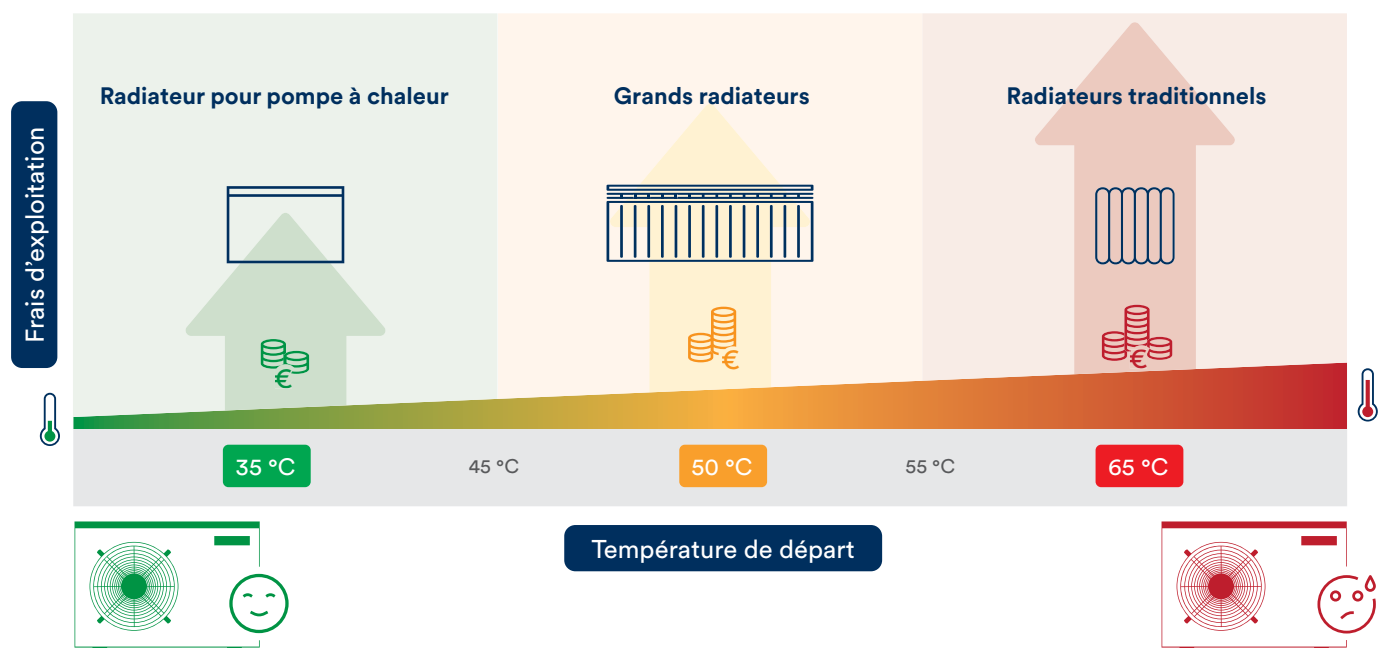 Radiateur pour pompe à chaleur
Grands radiateurs
Radiateurs traditionnels
Frais d'exploitation
€
€
€
35 °C
45 °C
50 °C
55 °C
65 °C
Température de départ